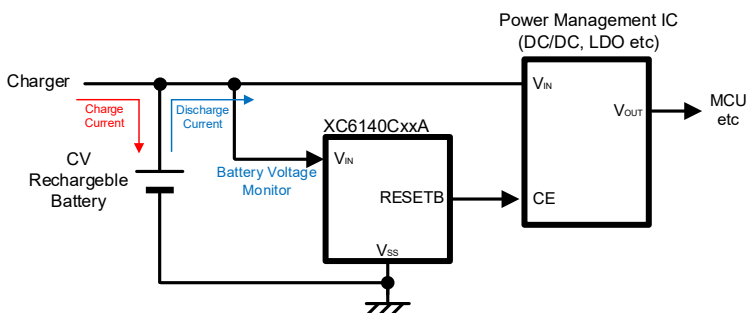 Power Management IC
(DC/DC, LDO etc)
Charger
VIN
Charge
Current
Discharge
Current
VOUT
MCU
etc
XC6140CxxA
CV
Rechargeble
Battery
Battery Voltage
Monitor
VIN
RESETB
CE
VSS